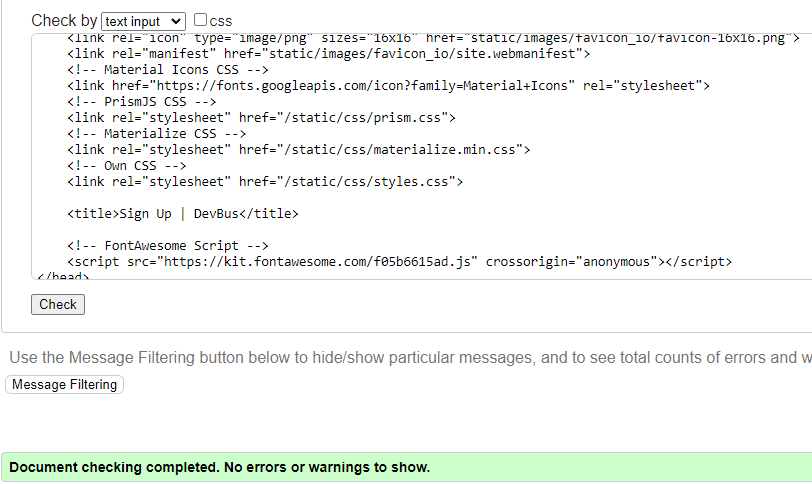 Check by text input css
<link rel="icon" type="image/png" sizes="16x16" href="static/images/favicon_io/favicon-16x16.png">
<link rel="manifest" href="static/images/favicon_io/site.webmanifest">
<!-- Material Icons CSS -->
<link href="https://fonts.googleapis.com/icon?family=Material+Icons" rel="stylesheet">
<!-- PrismJS CSS -->
<link rel="stylesheet" href="/static/css/prism.css">
<!-- Materialize CSS -->
<link rel="stylesheet" href="/static/css/materialize.min.css">
<!-- Own CSS -->
<link rel="stylesheet" href="/static/css/styles.css">
<title>Sign Up | DevBus</title>
<!-- FontAwesome Script -->
<script src="https://kit.fontawesome.com/f05b6615ad.js" crossorigin="anonymous"></script>
</head>
Check
Use the Message Filtering button below to hide/show particular messages, and to see total counts of errors and w
Message Filtering
Document checking completed. No errors or warnings to show.